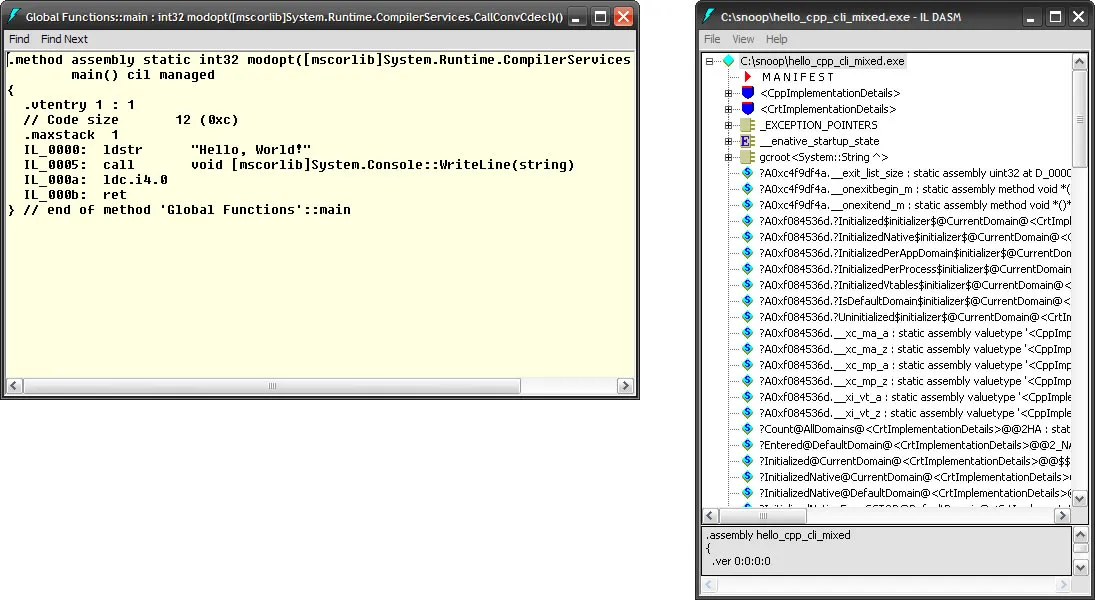 Global Functions::main : int32 modopt([mscorlib]System.Runtime.CompilerServices.CallConvCdecl)()
Find Find Next
.method assembly static int32 modopt([mscorlib]System.Runtime.CompilerServices
main() cil managed
{
.vtentry 1 : 1
// Code size 12 (0xc)
.maxstack 1
IL_0000: ldstr "Hello, World!"
IL_0005: call void [mscorlib]System.Console::WriteLine(string)
IL_000a: ldc.i4.0
IL_000b: ret
} // end of method 'Global Functions'::main
C:\snoop\hello_cpp_cli_mixed.exe - IL DASM
File View Help
C:\snoop\hello_cpp_cli_mixed.exe
MANIFEST
<CppImplementationDetails>
<CrtImplementationDetails>
_EXCEPTION_POINTERS
__enative_startup_state
gcroot<System::String ^>
?A0xc4f9df4a.__exit_list_size : static assembly uint32 at D_000
?A0xc4f9df4a.__onexitbegin_m : static assembly method void *(
?A0xc4f9df4a.__onexitend_m : static assembly method void *()*
?A0xf084536d.?Initialized$initializer$@CurrentDomain@<CrtImpl
?A0xf084536d.?InitializedNative$initializer$@CurrentDomain@<C
?A0xf084536d.?InitializedPerAppDomain$initializer$@CurrentDom
?A0xf084536d.?InitializedPerProcess$initializer$@CurrentDomain
?A0xf084536d.?InitializedVtables$initializer$@CurrentDomain@<
?A0xf084536d.?IsDefaultDomain$initializer$@CurrentDomain@<
?A0xf084536d.?Uninitialized$initializer$@CurrentDomain@<CrtIm
?A0xf084536d.__xc_ma_a : static assembly valuetype '<CppImp
?A0xf084536d.__xc_ma_z : static assembly valuetype '<CppImp
?A0xf084536d.__xc_mp_a : static assembly valuetype '<CppImp
?A0xf084536d.__xc_mp_z : static assembly valuetype '<CppImp
?A0xf084536d.__xi_vt_a : static assembly valuetype '<CppImple
?A0xf084536d.__xi_vt_z : static assembly valuetype '<CppImple
?Count@AllDomains@<CrtImplementationDetails>@@2HA : stat
?Entered@DefaultDomain@<CrtImplementationDetails>@@2_NA
?Initialized@CurrentDomain@<CrtImplementationDetails>@@$$
?InitializedNative@CurrentDomain@<CrtImplementationDetails>
?InitializedNative@DefaultDomain@<CrtImplementationDetails>@
.assembly hello_cpp_cli_mixed
{
.ver 0:0:0:0